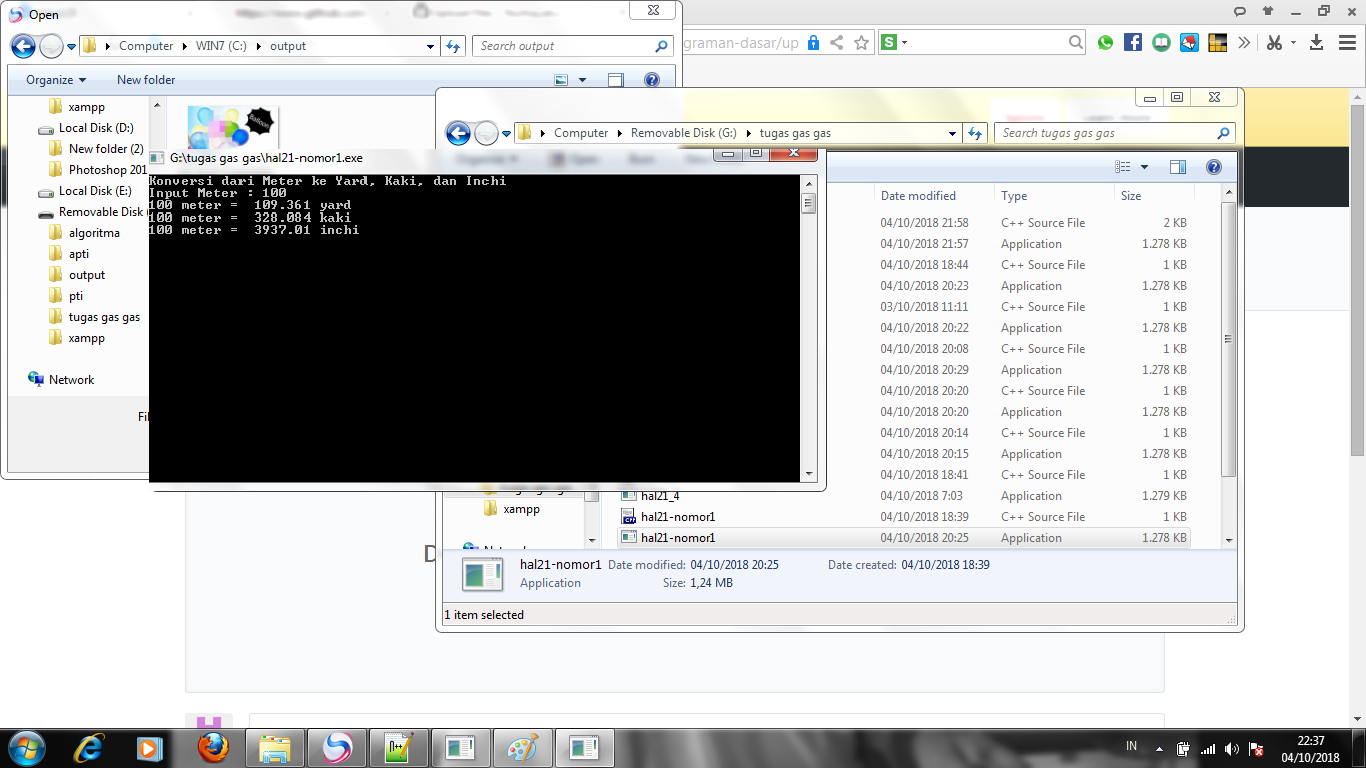 Open
Computer ▸ WIN7 (C:) ▸ output
Search output
Organize
New folder
xampp
Local Disk (D:)
New folder (2)
Photoshop 201
Local Disk (E:)
Removable Disk
algoritma
apti
output
pti
tugas gas gas
xampp
Network
Fil
graman-dasar/up
S
Computer ▸ Removable Disk (G:) ▸ tugas gas gas
Search tugas gas gas
G:\tugas gas gas\hal21-nomor1.exe
Konversi dari Meter ke Yard, Kaki, dan Inchi
Input Meter : 100
100 meter =  109.361 yard
100 meter =  328.084 kaki
100 meter =  3937.01 inchi
Date modified Type Size
04/10/2018 21:58 C++ Source File 2 KB
04/10/2018 21:57 Application 1.278 KB
04/10/2018 18:44 C++ Source File 1 KB
04/10/2018 20:23 Application 1.278 KB
03/10/2018 11:11 C++ Source File 1 KB
04/10/2018 20:22 Application 1.278 KB
04/10/2018 20:08 C++ Source File 1 KB
04/10/2018 20:29 Application 1.278 KB
04/10/2018 20:20 C++ Source File 1 KB
04/10/2018 20:20 Application 1.278 KB
04/10/2018 20:14 C++ Source File 1 KB
04/10/2018 20:15 Application 1.278 KB
04/10/2018 18:41 C++ Source File 1 KB
hal21_4 04/10/2018 7:03 Application 1.279 KB
hal21-nomor1 04/10/2018 18:39 C++ Source File 1 KB
hal21-nomor1 04/10/2018 20:25 Application 1.278 KB
xampp
hal21-nomor1 Date modified: 04/10/2018 20:25 Date created: 04/10/2018 18:39
Application Size: 1,24 MB
1 item selected
D
IN
22:37
04/10/2018